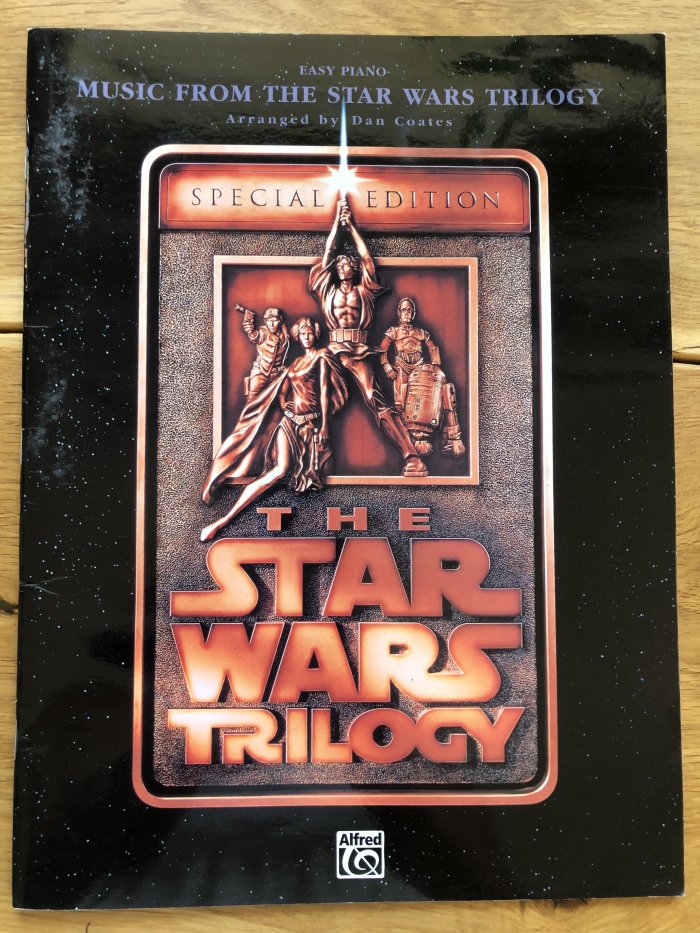 EASY PIANO
MUSIC FROM THE STAR WARS TRILOGY
Arranged by Dan Coates
SPECIAL EDITION
THE
STAR
WARS
TRILOGY
Alfred